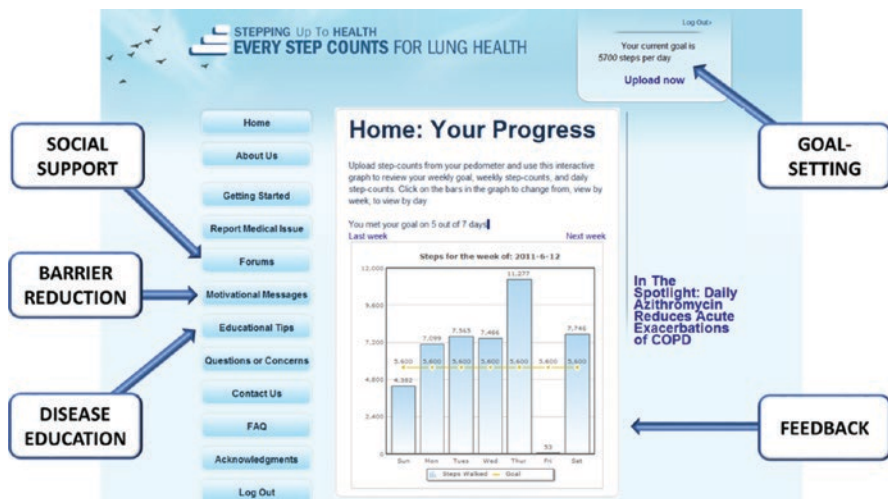 STEPPING Up To HEALTH
EVERY STEP COUNTS FOR LUNG HEALTH
Log Out>
Your current goal is
5700 steps per day
Upload now
SOCIAL
SUPPORT
BARRIER
REDUCTION
DISEASE
EDUCATION
GOAL-
SETTING
FEEDBACK
Home
About Us
Getting Started
Report Medical Issue
Forums
Motivational Messages
Educational Tips
Questions or Concerns
Contact Us
FAQ
Acknowledgments
Log Out
Home: Your Progress
Upload step-counts from your pedometer and use this interactive
graph to review your weekly goal, weekly step-counts, and daily
step-counts. Click on the bars in the graph to change from, view by
week, to view by day
You met your goal on 5 out of 7 days
Last week Next week
Steps for the week of: 2011-6-12
12,000
9,600
7,200
4,800
2,400
0
4,382 7,099 7,565 7,466 11,277 53 7,746
5,600 5,600 5,600 5,600 5,600 5,600 5,600
Sun Mon Tues Wed Thur Fri Sat
Steps Walked Goal
In The
Spotlight: Daily
Azithromycin
Reduces Acute
Exacerbations
of COPD